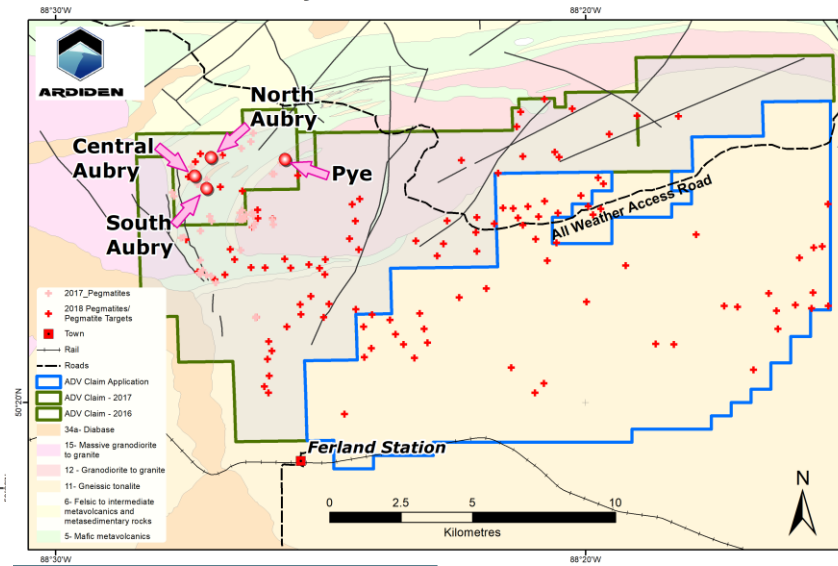 88°30'W
88°20'W
ARDIDEN
North
Aubry
Central
Aubry
Pye
South
Aubry
All Weather Access Road
2017_Pegmatites
2018 Pegmatites/
Pegmatite Targets
Town
Rail
Roads
ADV Claim Application
ADV Claim - 2017
ADV Claim - 2016
34a- Diabase
15- Massive granodiorite
to granite
12 - Granodiorite to granite
11- Gneissic tonalite
6- Felsic to intermediate
metavolcanics and
metasedimentary rocks
5- Mafic metavolcanics
50°20'N
Ferland Station
0 2.5 5 10
Kilometres
N
88°30'W
88°20'W